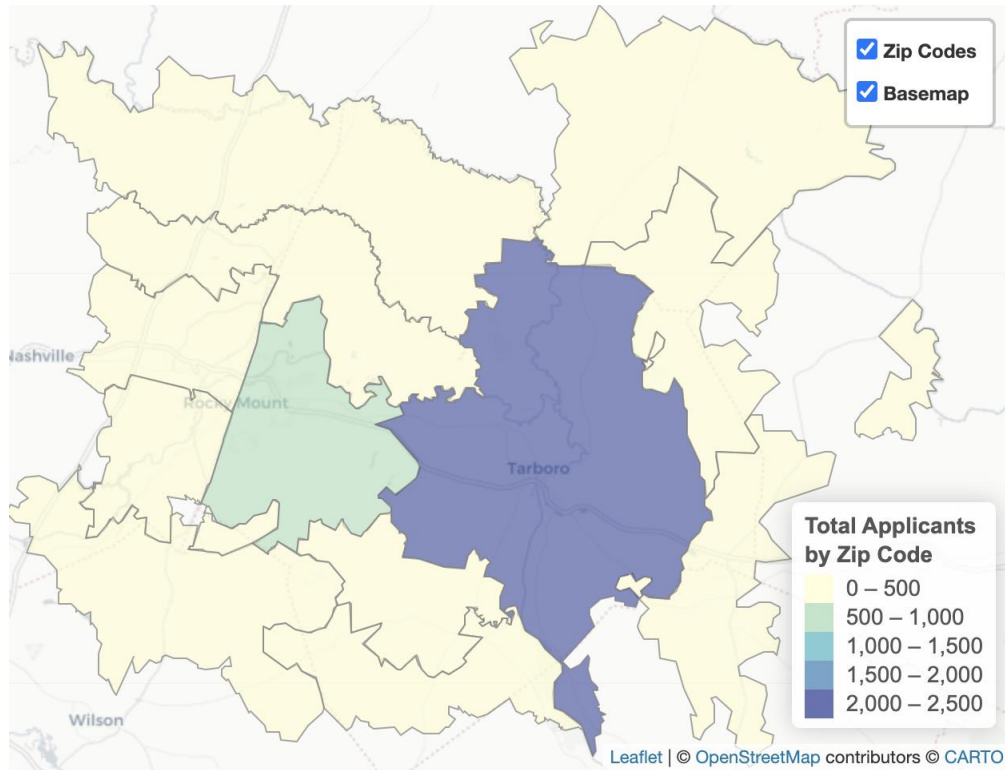 Zip Codes
Basemap
Nashville
Rocky Mount
Tarboro
Wilson
Total Applicants
by Zip Code
0 – 500
500 – 1,000
1,000 – 1,500
1,500 – 2,000
2,000 – 2,500
Leaflet | © OpenStreetMap contributors © CARTO